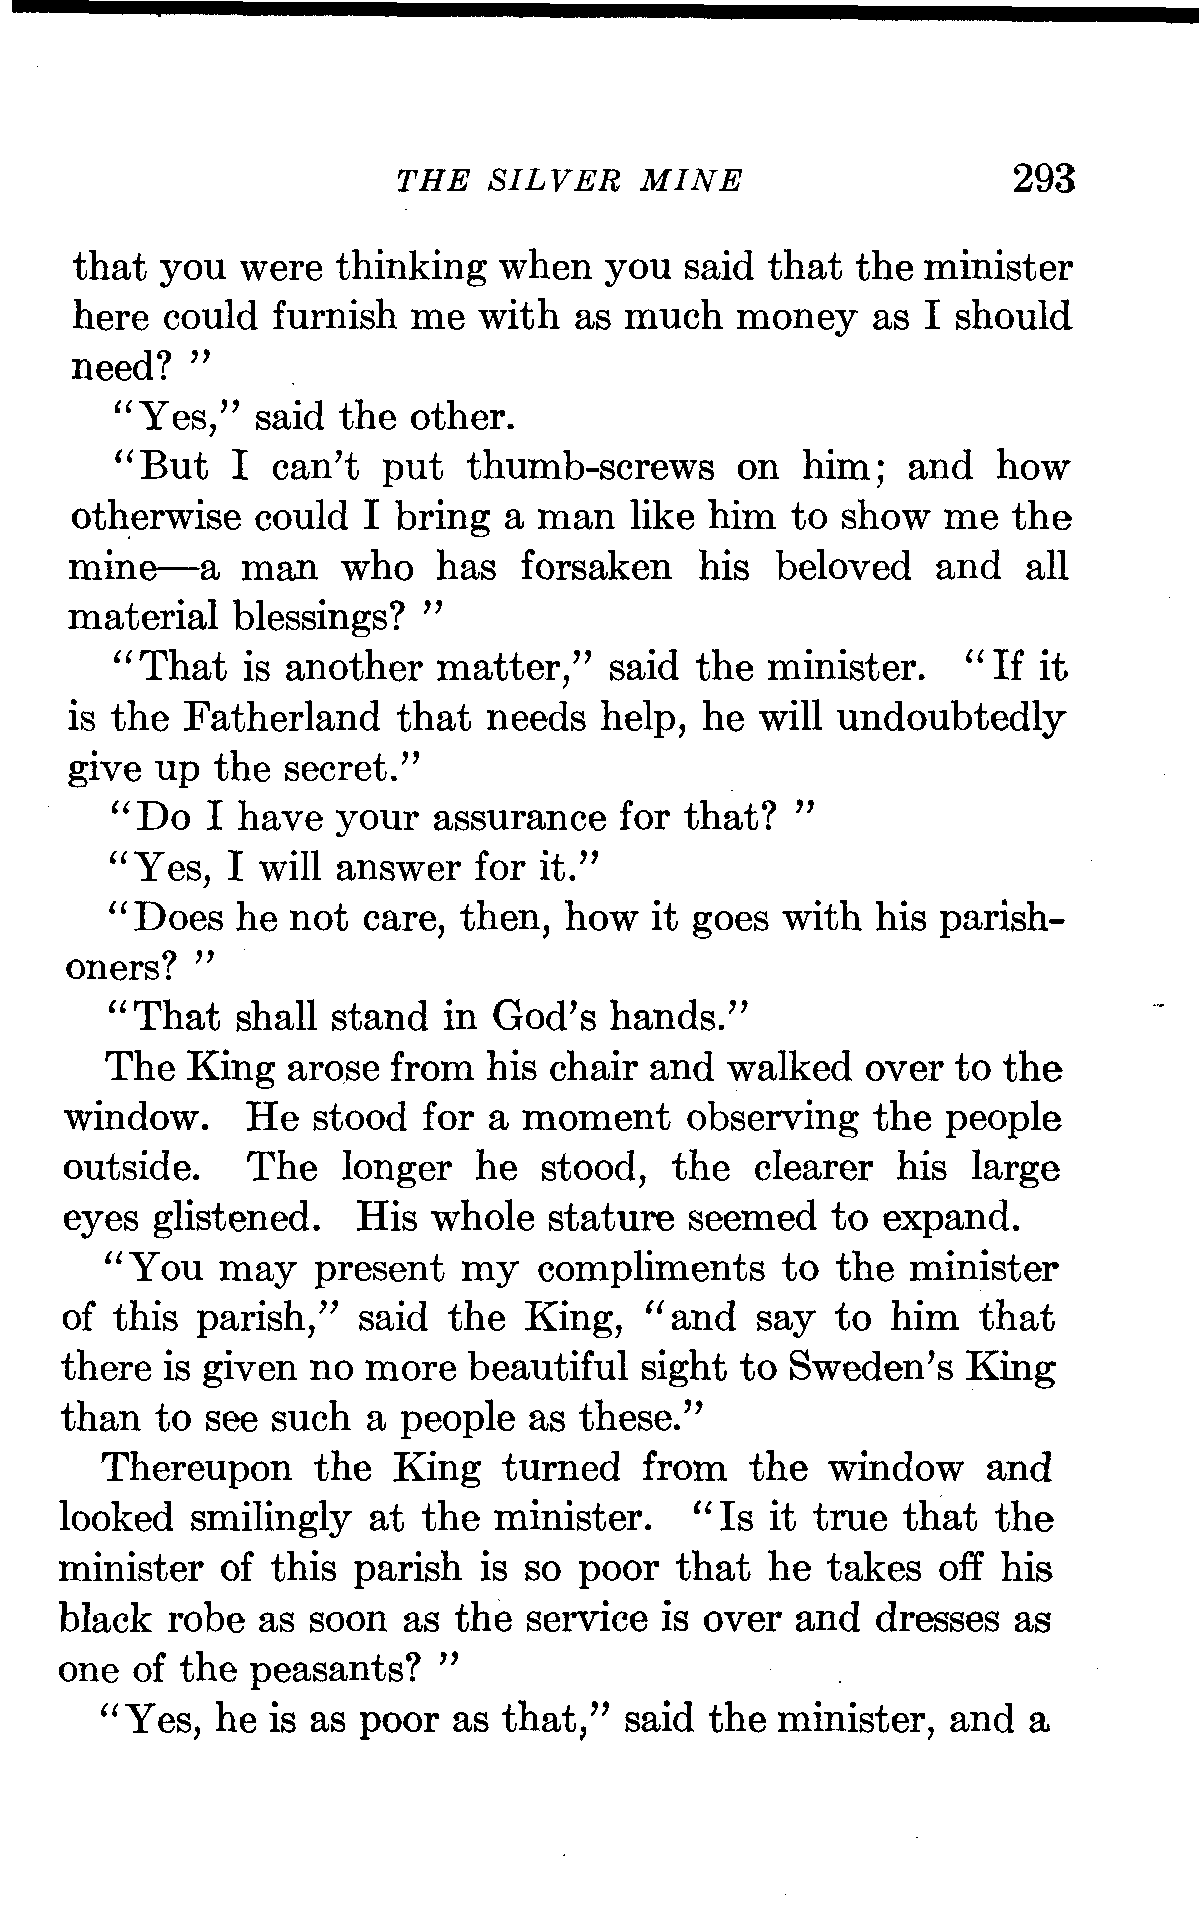 THE SILVER MINE 293
that you were thinking when you said that the minister
here could furnish me with as much money as I should
need? "
"Yes," said the other.
"But I can't put thumb-screws on him; and how
otherwise could I bring a man like him to show me the
mine—a man who has forsaken his beloved and all
material blessings? "
"That is another matter," said the minister. "If it
is the Fatherland that needs help, he will undoubtedly
give up the secret."
"Do I have your assurance for that? "
"Yes, I will answer for it."
"Does he not care, then, how it goes with his parish-
oners? "
"That shall stand in God's hands."
The King arose from his chair and walked over to the
window. He stood for a moment observing the people
outside. The longer he stood, the clearer his large
eyes glistened. His whole stature seemed to expand.
"You may present my compliments to the minister
of this parish," said the King, "and say to him that
there is given no more beautiful sight to Sweden's King
than to see such a people as these."
Thereupon the King turned from the window and
looked smilingly at the minister. "Is it true that the
minister of this parish is so poor that he takes off his
black robe as soon as the service is over and dresses as
one of the peasants? "
"Yes, he is as poor as that," said the minister, and a